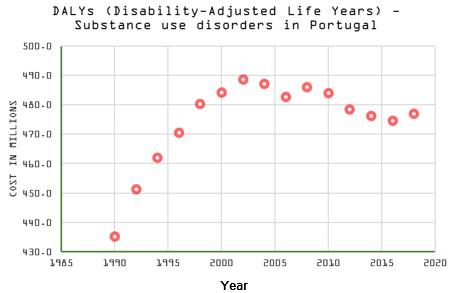 DALYs (Disability-Adjusted Life Years) -
Substance use disorders in Portugal
500.0
490.0
480.0
470.0
460.0
450.0
440.0
430.0
COST IN MILLIONS
1985 1990 1995 2000 2005 2010 2015 2020
Year